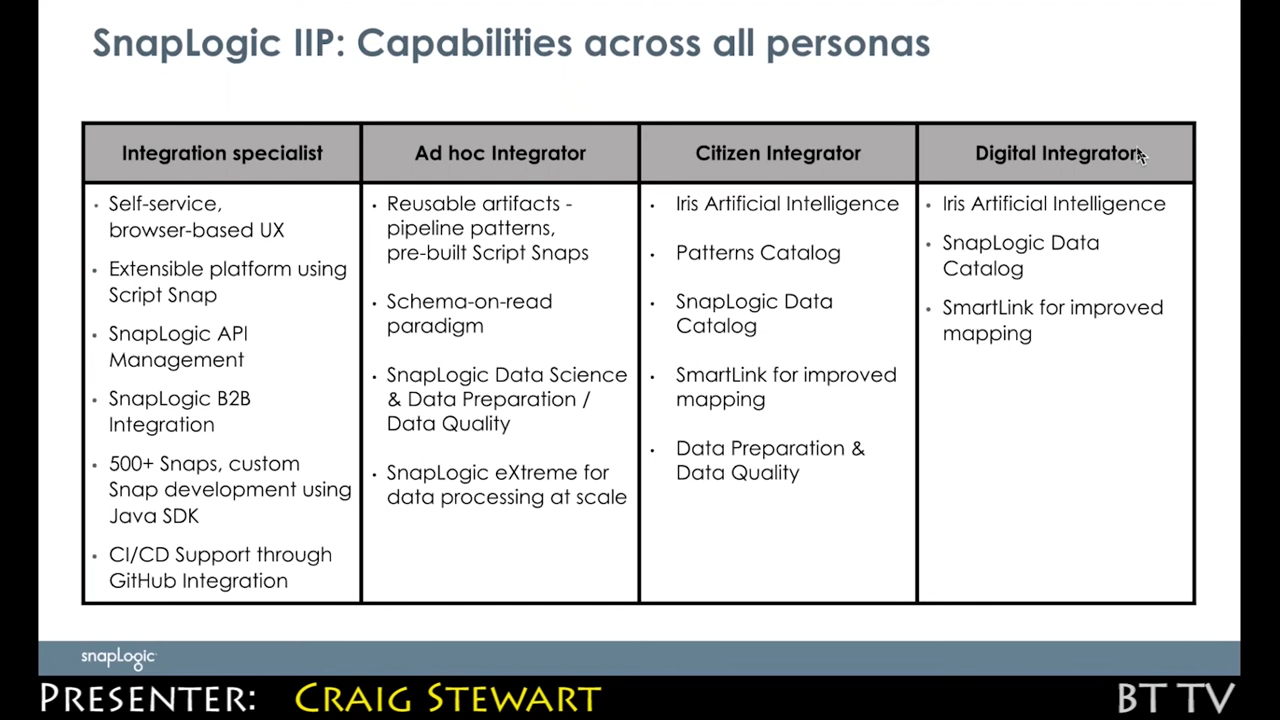 SnapLogic IIP: Capabilities across all personas
Integration specialist
Self-service,
browser-based UX
Extensible platform using
Script Snap
SnapLogic API
Management
SnapLogic B2B
Integration
500+ Snaps, custom
Snap development using
Java SDK
CI/CD Support through
GitHub Integration
Ad hoc Integrator
Reusable artifacts -
pipeline patterns,
pre-built Script Snaps
Schema-on-read
paradigm
SnapLogic Data Science
& Data Preparation /
Data Quality
SnapLogic eXtreme for
data processing at scale
Citizen Integrator
Iris Artificial Intelligence
Patterns Catalog
SnapLogic Data
Catalog
SmartLink for improved
mapping
Data Preparation &
Data Quality
Digital Integrator
Iris Artificial Intelligence
SnapLogic Data
Catalog
SmartLink for improved
mapping
snapLogic
Presenter: Craig Stewart
BT TV